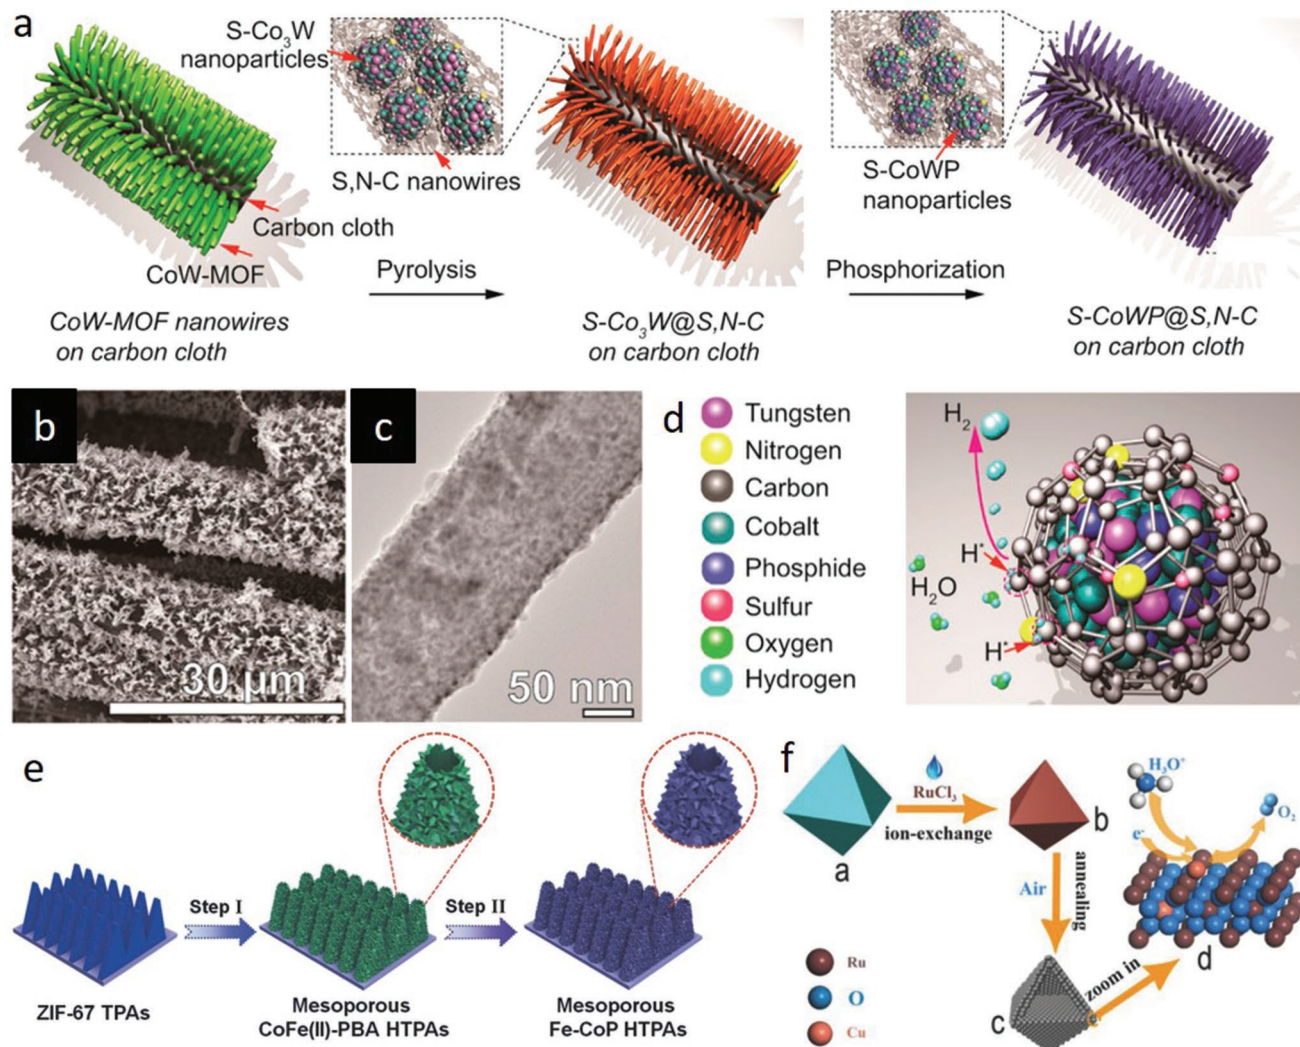 a
S-Co3W
nanoparticles
S,N-C nanowires
Carbon cloth
CoW-MOF
Pyrolysis
S-CoWP
nanoparticles
Phosphorization
CoW-MOF nanowires
on carbon cloth
S-Co3W@S,N-C
on carbon cloth
S-CoWP@S,N-C
on carbon cloth
b
30 µm
c
50 nm
d
Tungsten
Nitrogen
Carbon
Cobalt
Phosphide
Sulfur
Oxygen
Hydrogen
H2
H*
H2O
H*
e
Step I
Step II
ZIF-67 TPAs
Mesoporous
CoFe(II)-PBA HTPAs
Mesoporous
Fe-CoP HTPAs
f
RuCl3
ion-exchange
a
b
Air
annealing
c
zoom in
d
H3O+
e-
O2
Ru
O
Cu